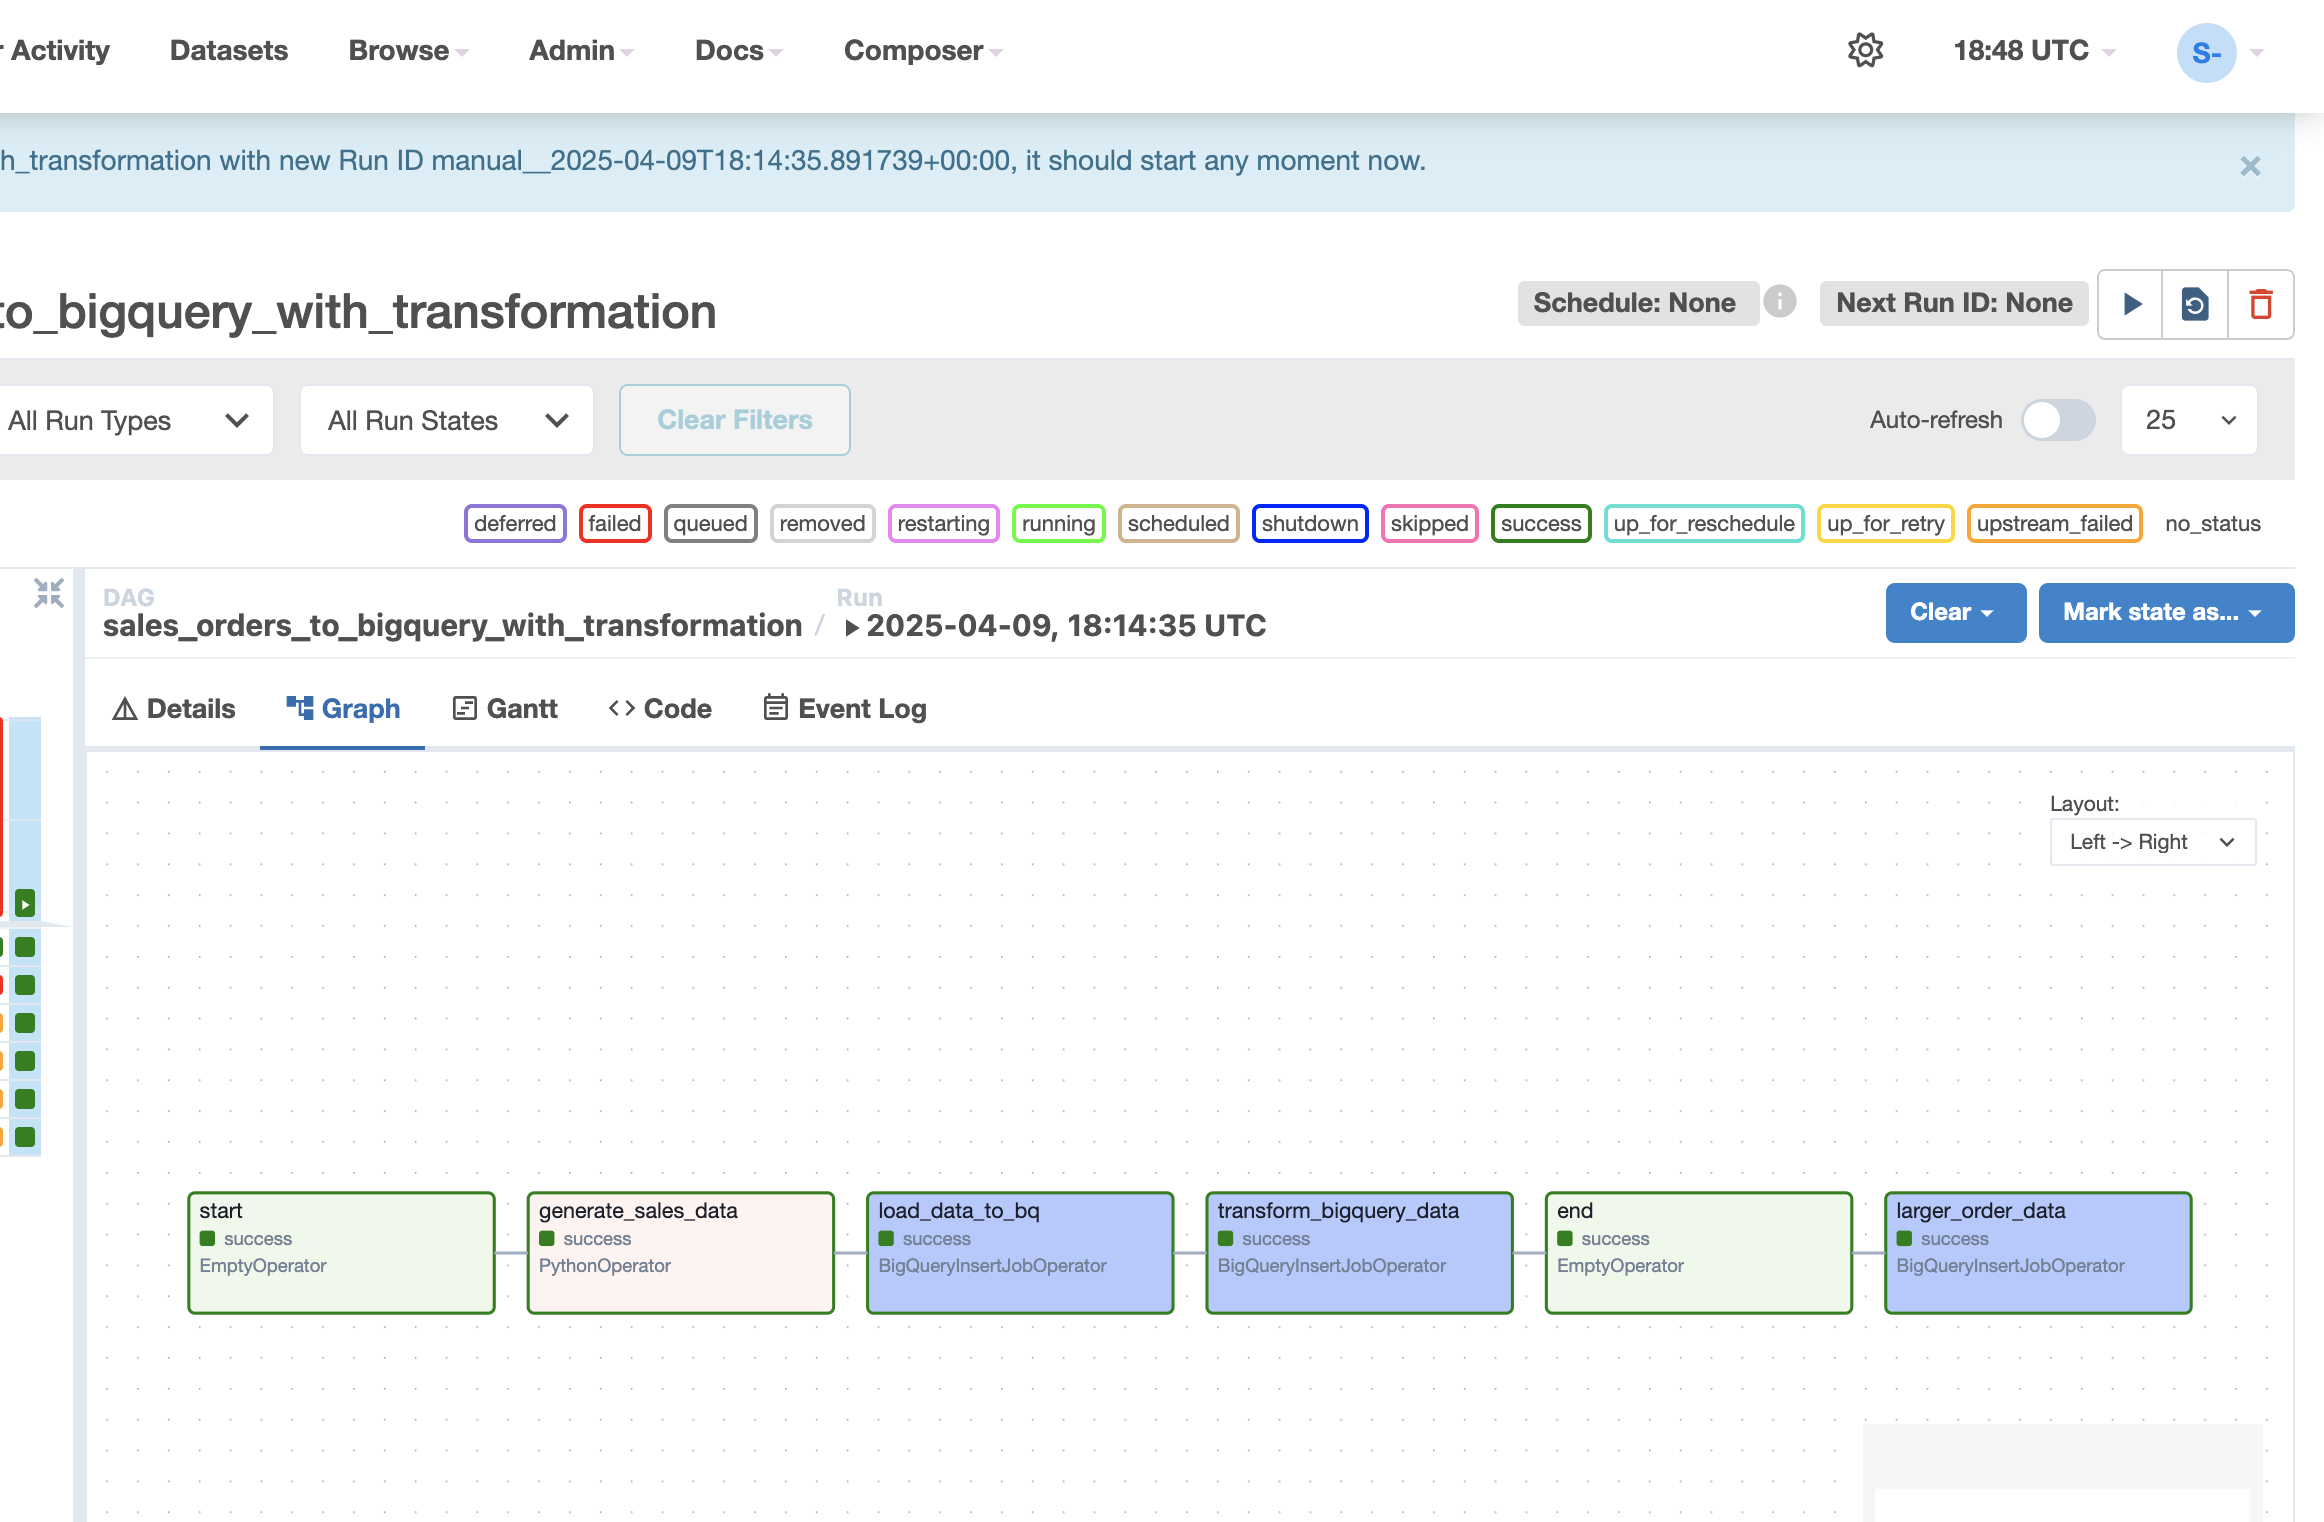 Activity
Datasets
Browse
Admin
Docs
Composer
18:48 UTC
S-
h_transformation with new Run ID manual__2025-04-09T18:14:35.891739+00:00, it should start any moment now.
×
to_bigquery_with_transformation
Schedule: None
Next Run ID: None
All Run Types
All Run States
Clear Filters
Auto-refresh
25
deferred
failed
queued
removed
restarting
running
scheduled
shutdown
skipped
success
up_for_reschedule
up_for_retry
upstream_failed
no_status
DAG
sales_orders_to_bigquery_with_transformation /
Run
2025-04-09, 18:14:35 UTC
Clear
Mark state as...
Details
Graph
Gantt
Code
Event Log
Layout:
Left -> Right
start
success
EmptyOperator
generate_sales_data
success
PythonOperator
load_data_to_bq
success
BigQueryInsertJobOperator
transform_bigquery_data
success
BigQueryInsertJobOperator
end
success
EmptyOperator
larger_order_data
success
BigQueryInsertJobOperator